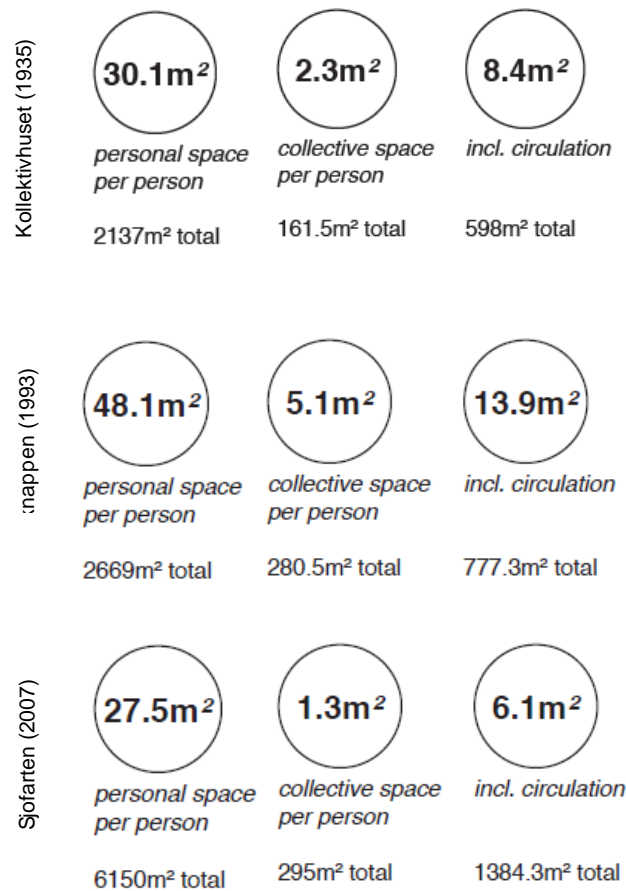 Kollektivhuset (1935)
30.1m² 2.3m² 8.4m²
personal space per person collective space per person incl. circulation
2137m² total 161.5m² total 598m² total
(1993)
48.1m² 5.1m² 13.9m²
personal space per person collective space per person incl. circulation
2669m² total 280.5m² total 777.3m² total
Sjofarten (2007)
27.5m² 1.3m² 6.1m²
personal space per person collective space per person incl. circulation
6150m² total 295m² total 1384.3m² total